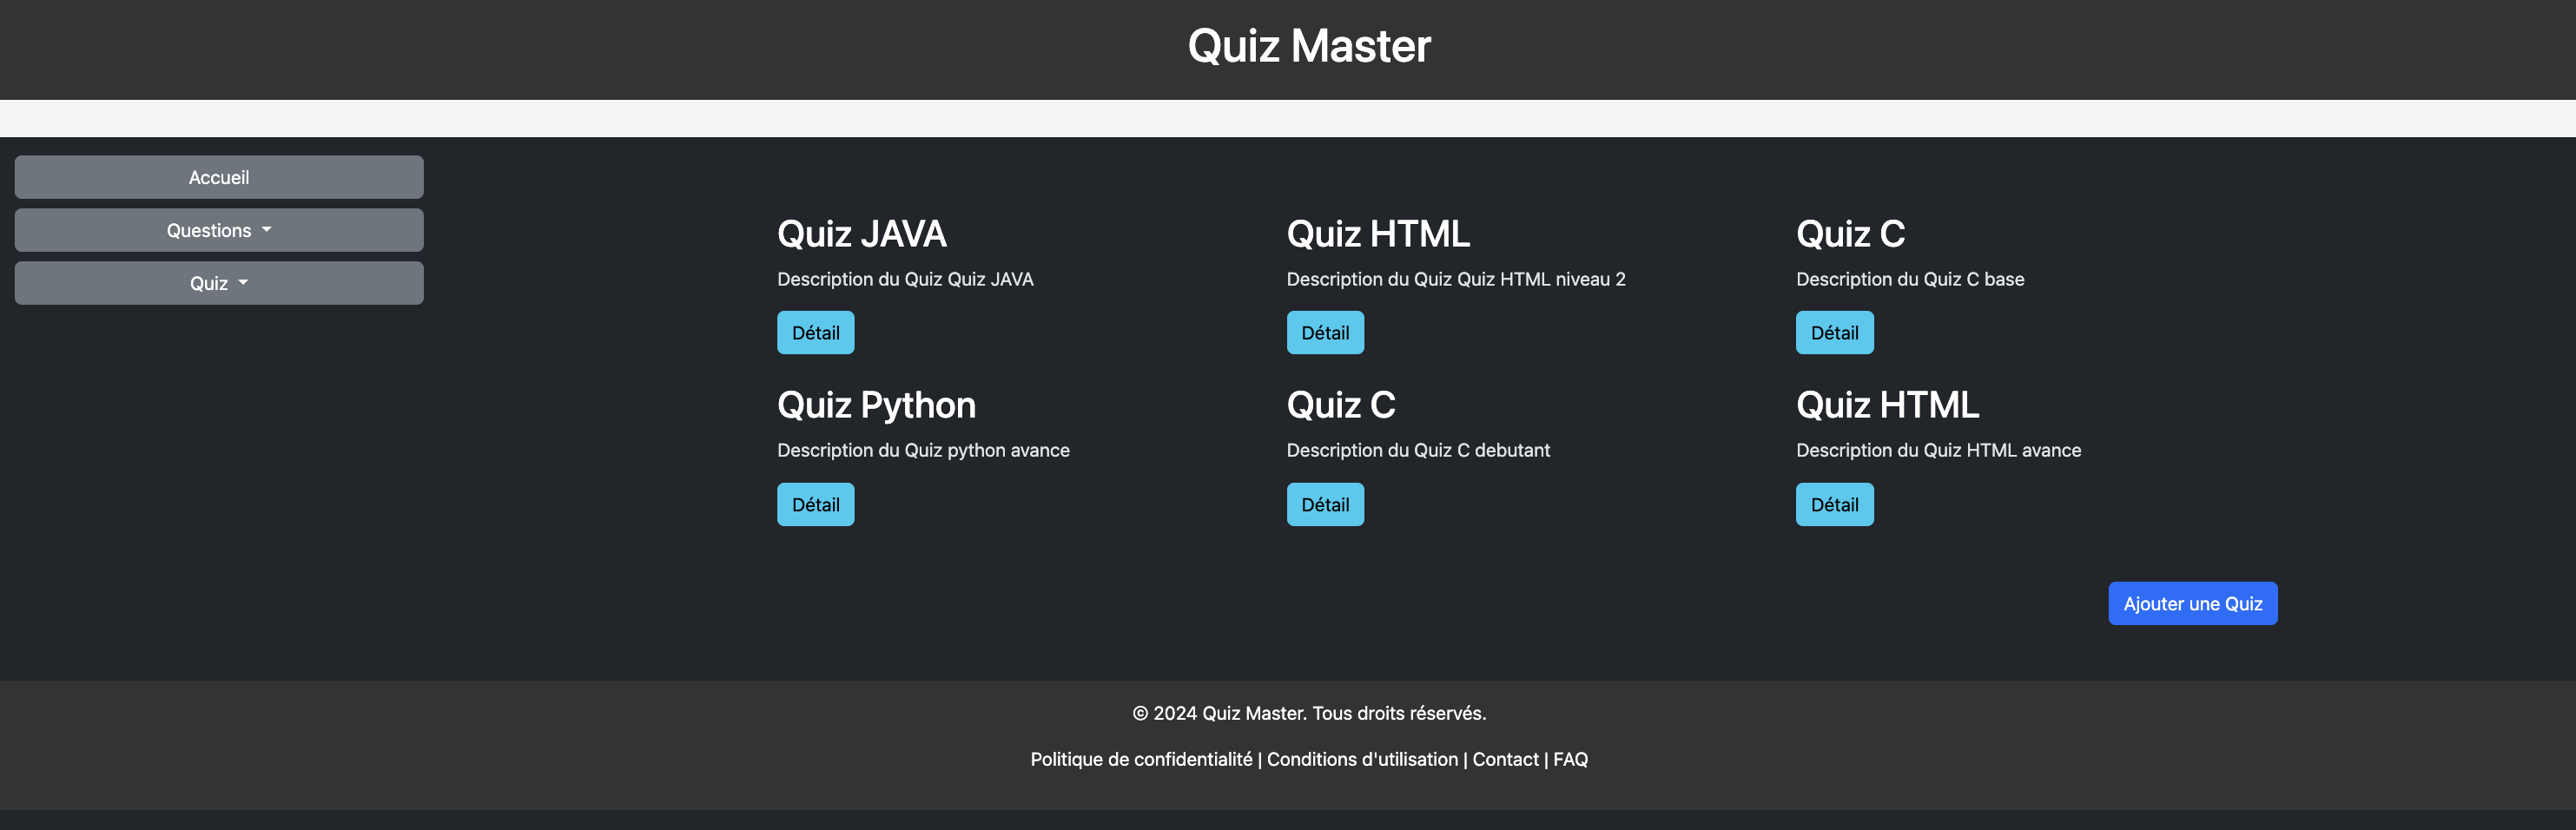 Quiz Master
Accueil
Questions
Quiz
Quiz JAVA
Description du Quiz Quiz JAVA
Détail
Quiz HTML
Description du Quiz Quiz HTML niveau 2
Détail
Quiz C
Description du Quiz C base
Détail
Quiz Python
Description du Quiz python avance
Détail
Quiz C
Description du Quiz C debutant
Détail
Quiz HTML
Description du Quiz HTML avance
Détail
Ajouter une Quiz
© 2024 Quiz Master. Tous droits réservés.
Politique de confidentialité | Conditions d'utilisation | Contact | FAQ